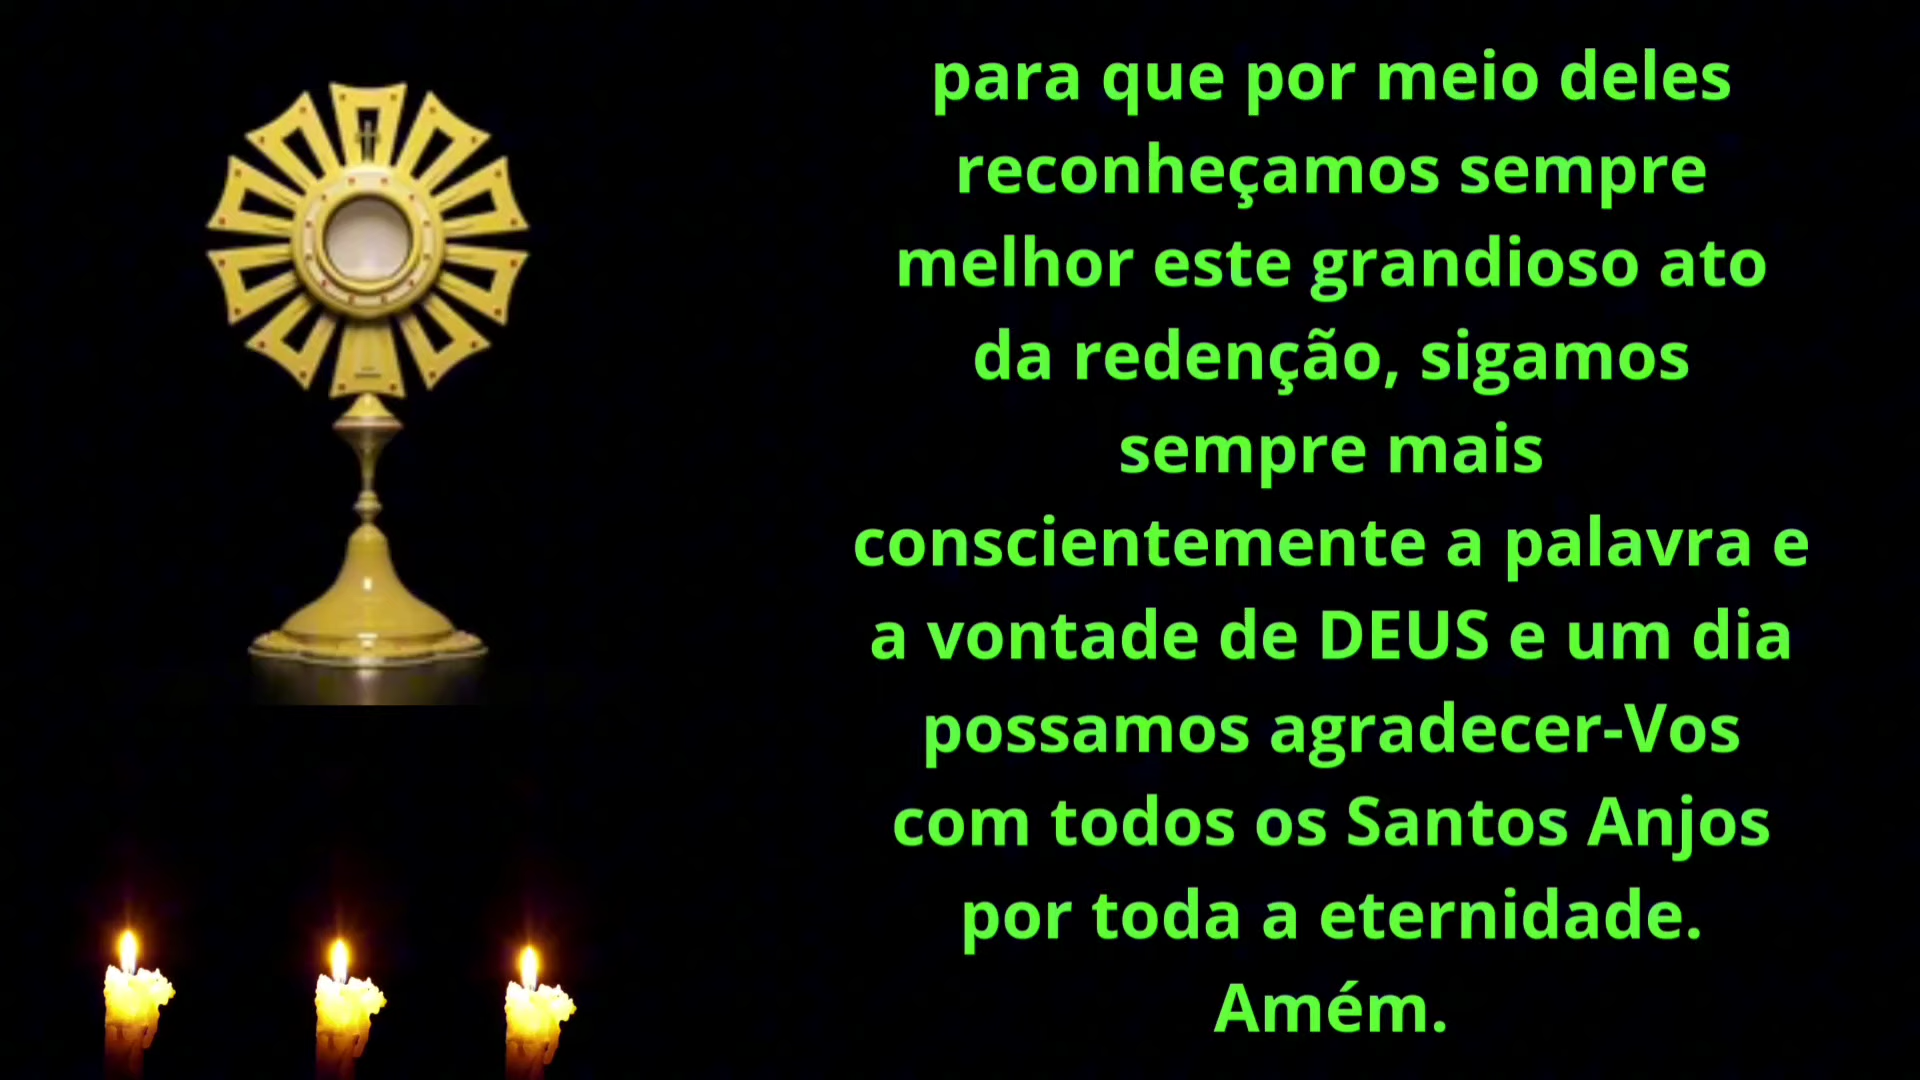 para que por meio deles
reconheçamos sempre
melhor este grandioso ato
da redenção, sigamos
sempre mais
conscientemente a palavra e
a vontade de DEUS e um dia
possamos agradecer-Vos
com todos os Santos Anjos
por toda a eternidade.
Amém.